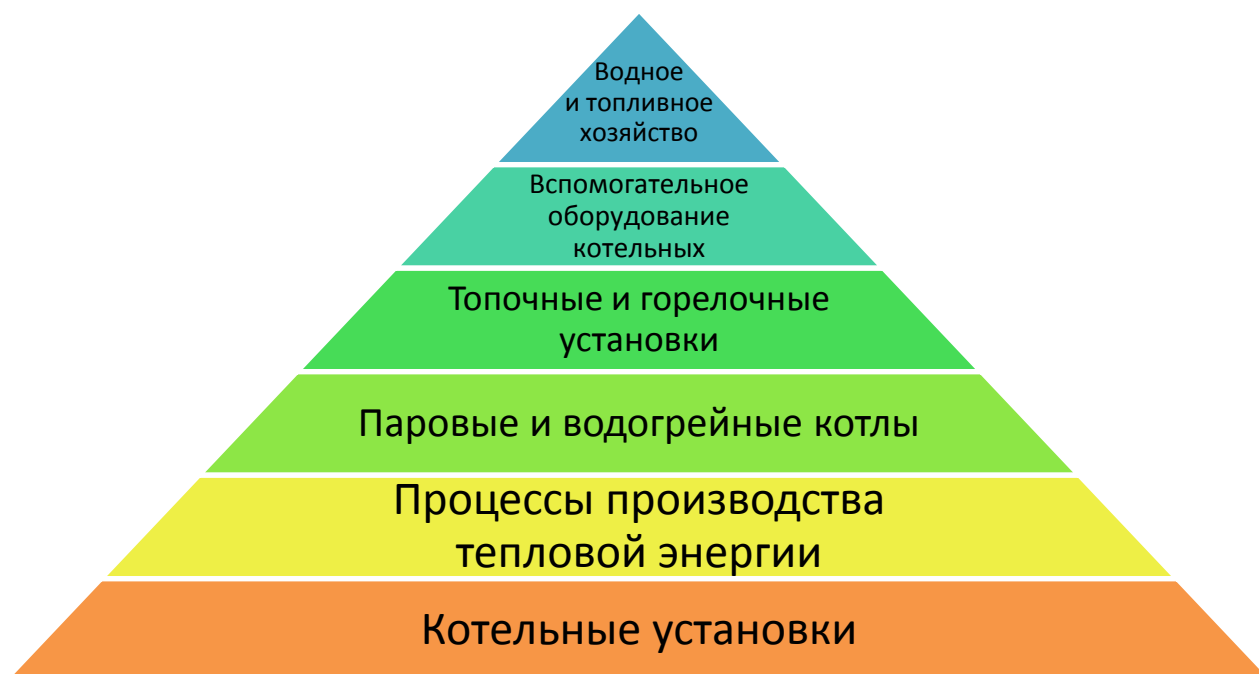 Водное
и топливное
хозяйство
Вспомогательное
оборудование
котельных
Топочные и горелочные
установки
Паровые и водогрейные котлы
Процессы производства
тепловой энергии
Котельные установки